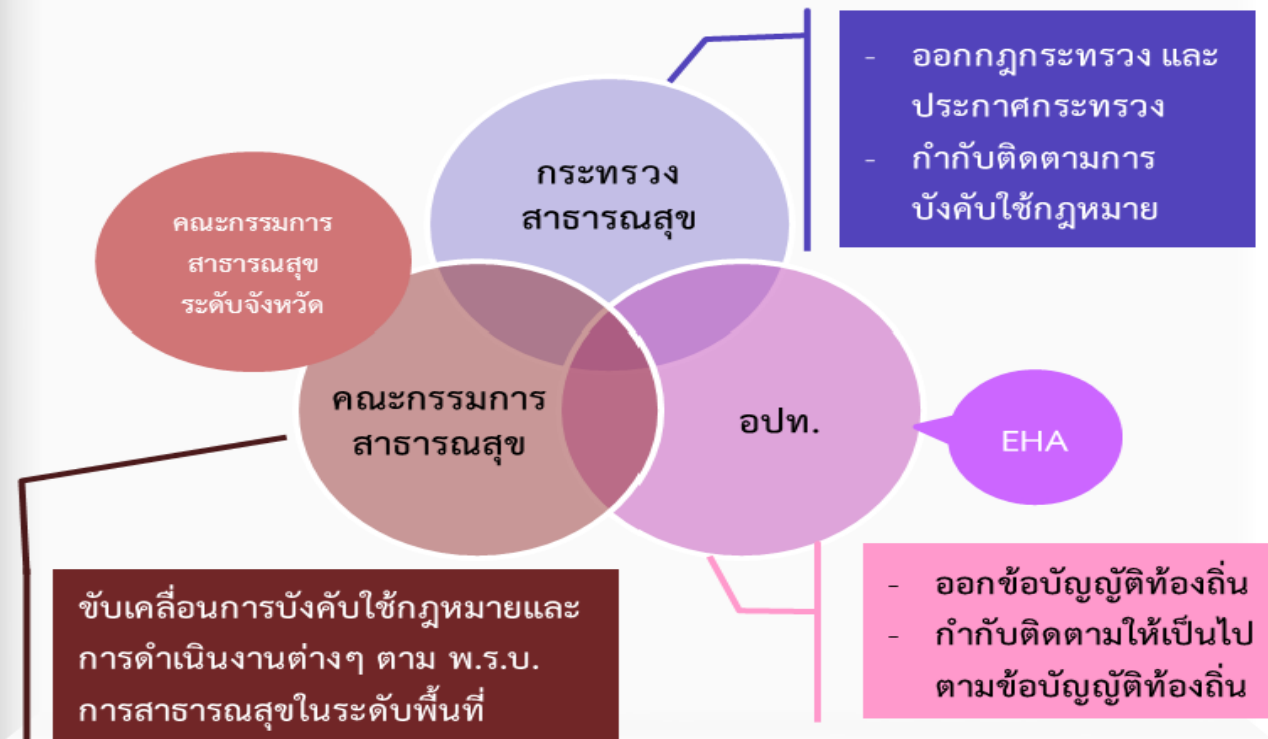 - ออกกฎกระทรวง และ
ประกาศกระทรวง
- กำกับติดตามการ
บังคับใช้กฎหมาย
กระทรวง
สาธารณสุข
คณะกรรมการ
สาธารณสุข
ระดับจังหวัด
คณะกรรมการ
สาธารณสุข
อปท.
EHA
ขับเคลื่อนการบังคับใช้กฎหมายและ
การดำเนินงานต่างๆ ตาม พ.ร.บ.
การสาธารณสุขในระดับพื้นที่
- ออกข้อบัญญัติท้องถิ่น
- กำกับติดตามให้เป็นไป
ตามข้อบัญญัติท้องถิ่น